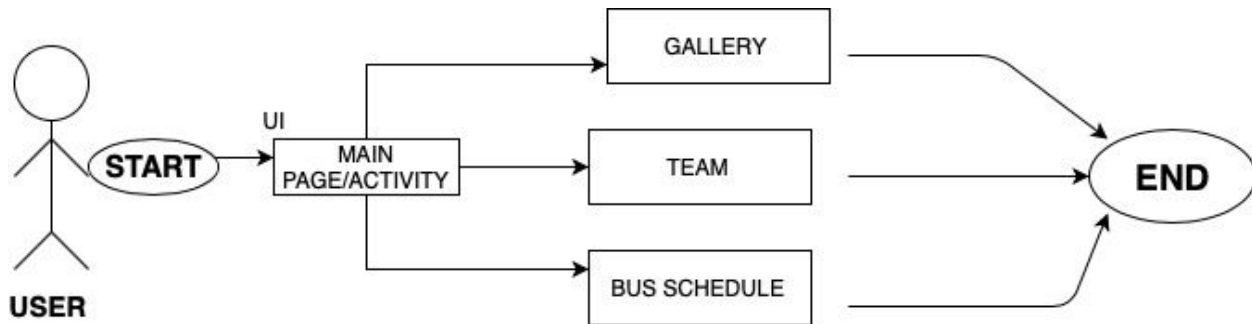 USER
START
UI
MAIN
PAGE/ACTIVITY
GALLERY
TEAM
BUS SCHEDULE
END